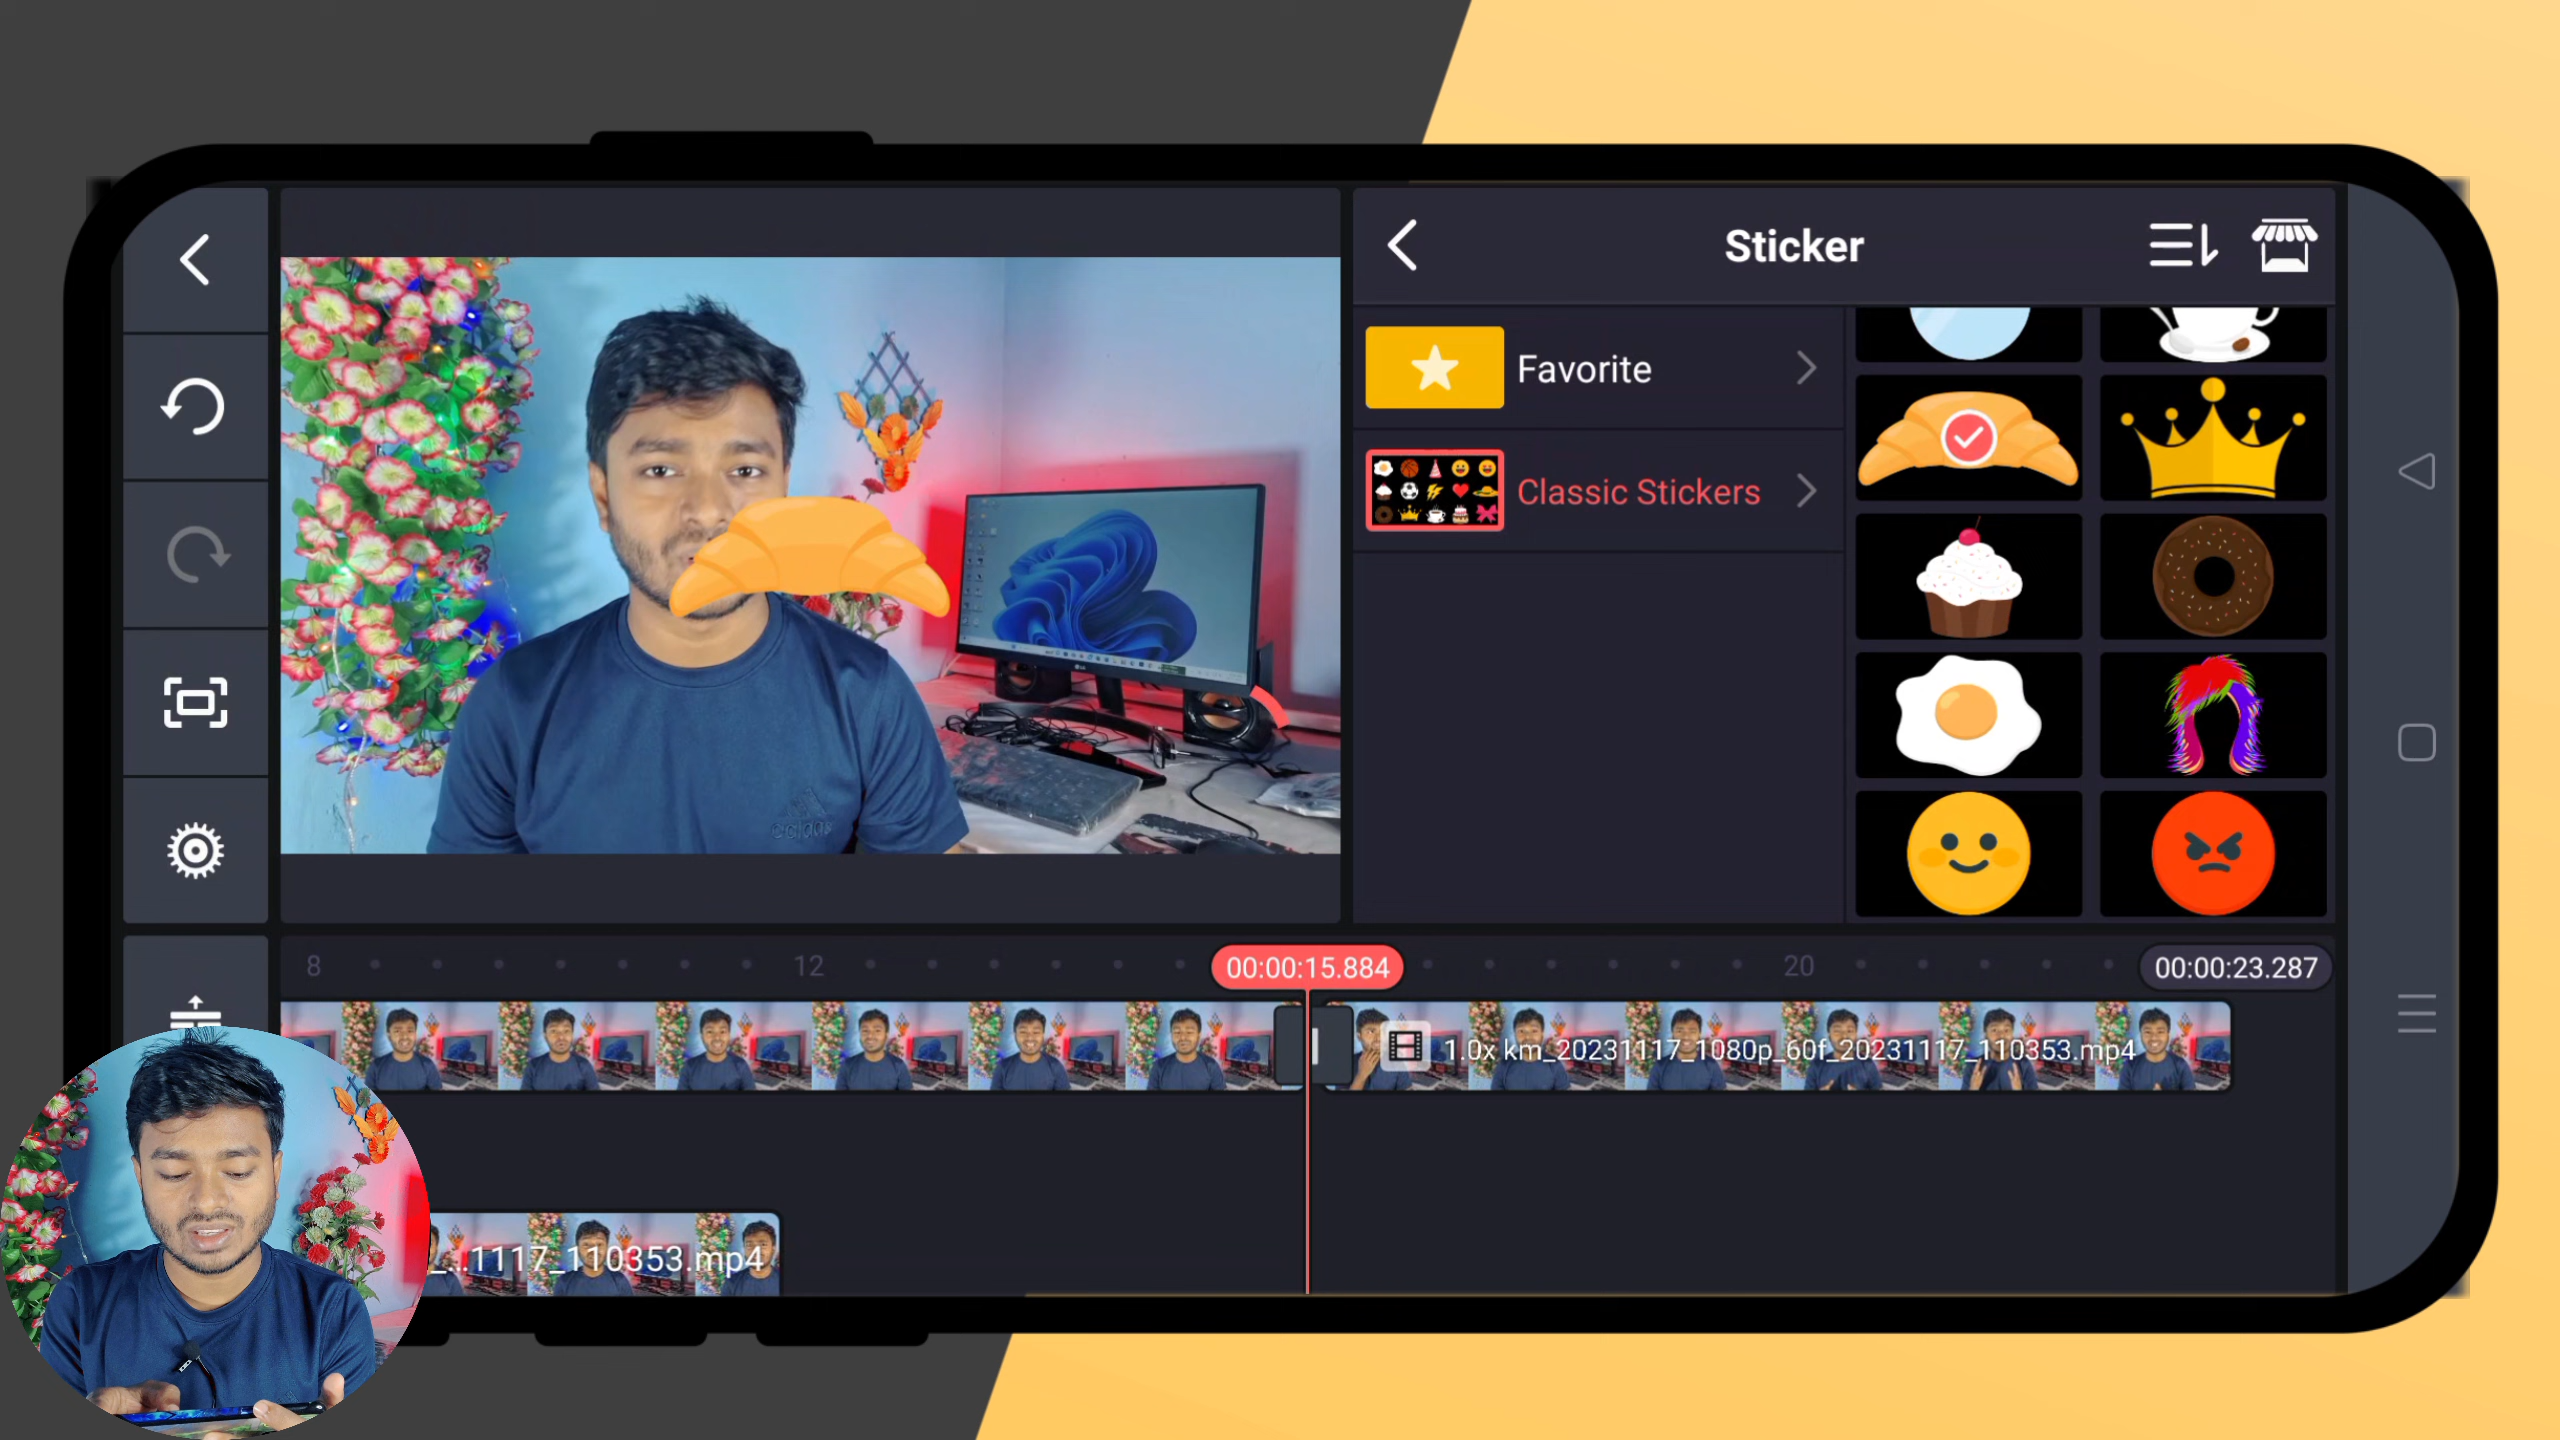 Sticker
Favorite
Classic Stickers
adidas
8
12
00:00:15.884
20
00:00:23.287
1.0x km_20231117_1080p_60f_20231117_110353.mp4
_...1117_110353.mp4